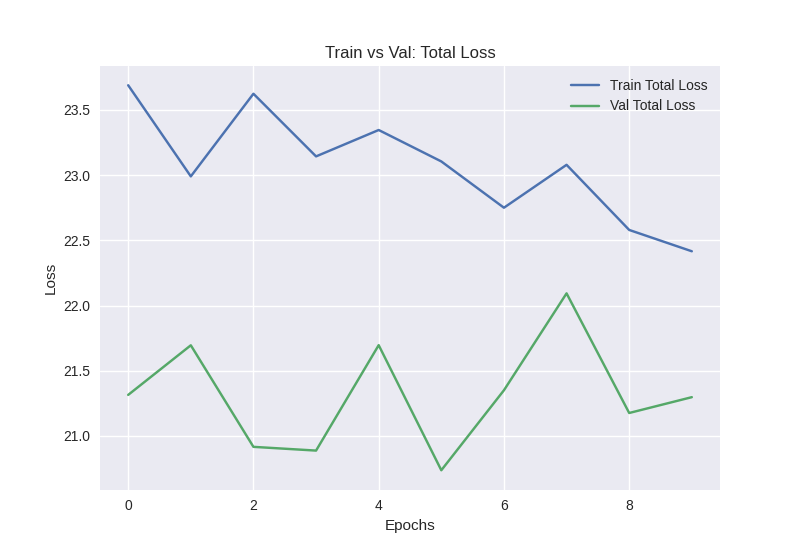 Train vs Val: Total Loss
Train Total Loss
Val Total Loss
23.5
23.0
22.5
22.0
21.5
21.0
Loss
0 2 4 6 8
Epochs